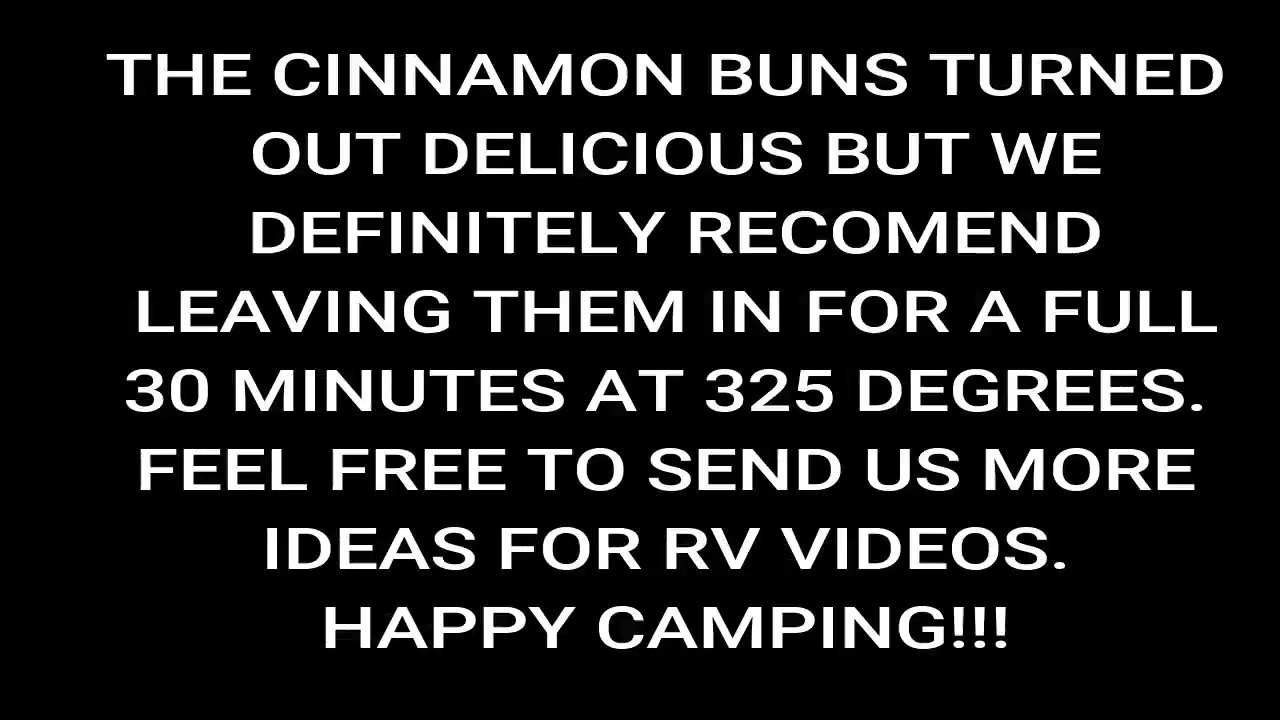 THE CINNAMON BUNS TURNED
OUT DELICIOUS BUT WE
DEFINITELY RECOMEND
LEAVING THEM IN FOR A FULL
30 MINUTES AT 325 DEGREES.
FEEL FREE TO SEND US MORE
IDEAS FOR RV VIDEOS.
HAPPY CAMPING!!!